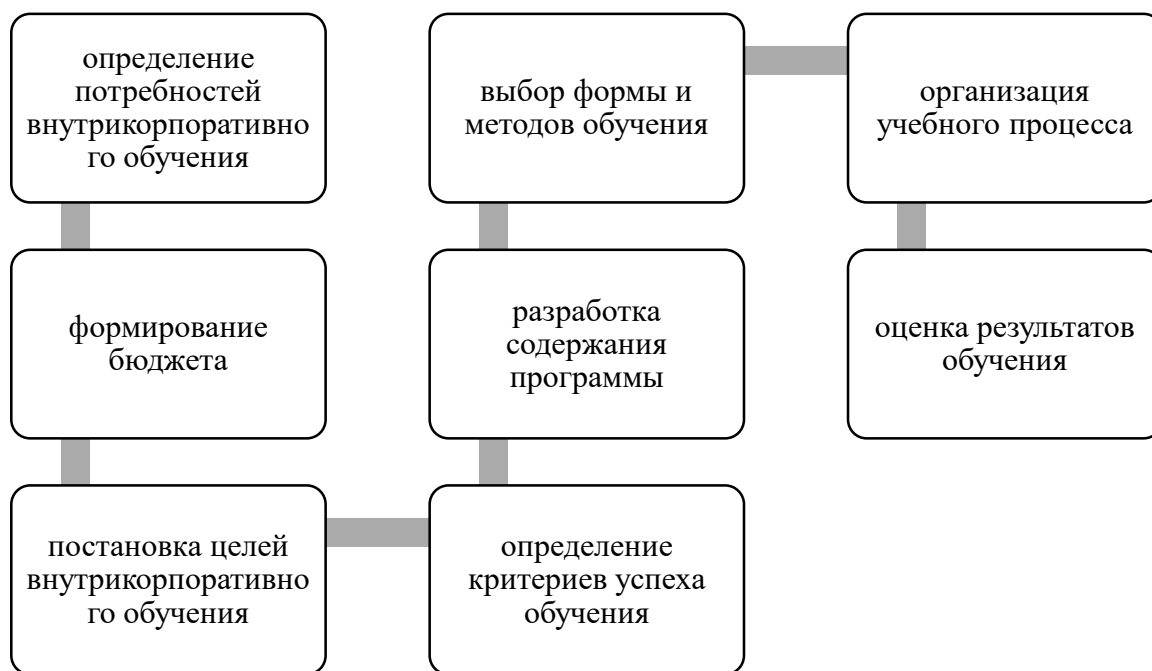 определение
потребностей
внутрикорпоративно
го обучения
формирование
бюджета
постановка целей
внутрикорпоративно
го обучения
определение
критериев успеха
обучения
разработка
содержания
программы
выбор формы и
методов обучения
организация
учебного процесса
оценка результатов
обучения